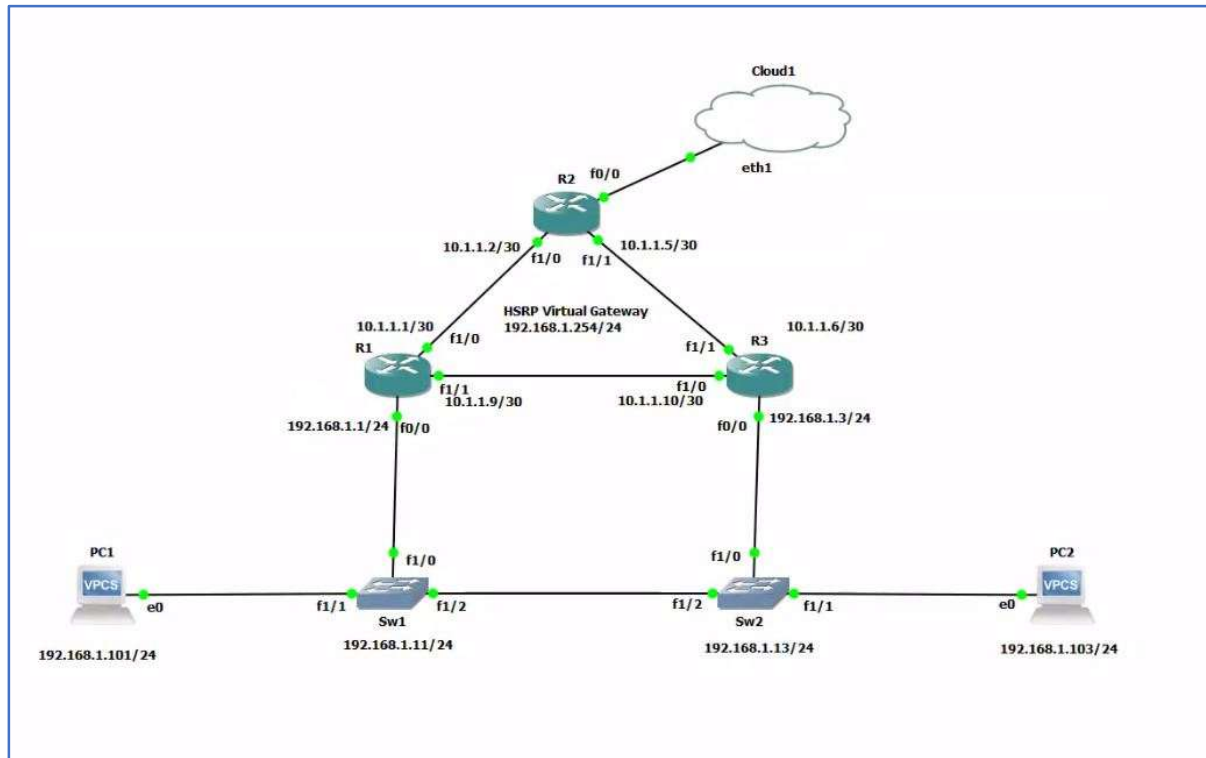 Cloud1
eth1
f0/0
R2
10.1.1.2/30
f1/0
f1/1
10.1.1.5/30
HSRP Virtual Gateway
192.168.1.254/24
10.1.1.1/30
f1/0
R1
f1/1
10.1.1.9/30
10.1.1.6/30
R3
f1/1
f1/0
10.1.1.10/30
192.168.1.1/24
f0/0
f0/0
192.168.1.3/24
PC1
VPCS
e0
f1/0
f1/1
f1/2
Sw1
192.168.1.11/24
192.168.1.101/24
f1/0
f1/2
f1/1
Sw2
192.168.1.13/24
PC2
VPCS
e0
192.168.1.103/24